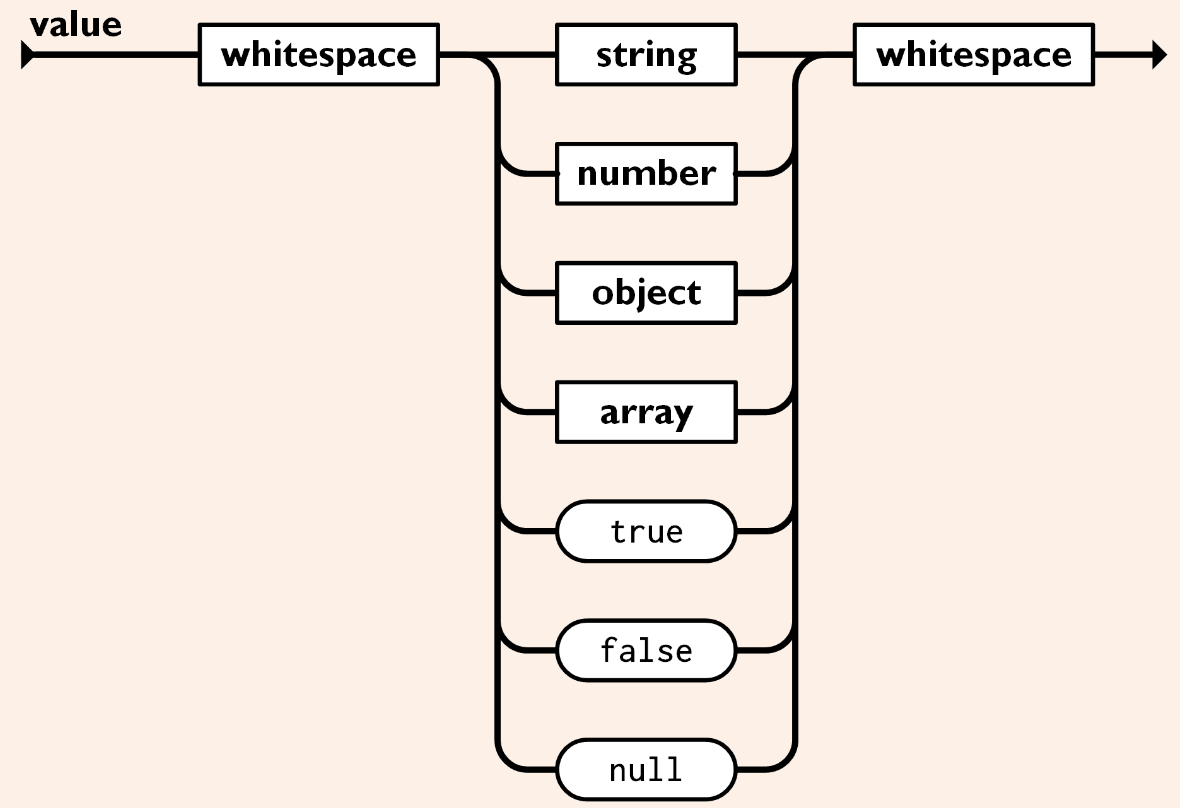 value
whitespace string whitespace
number
object
array
true
false
null